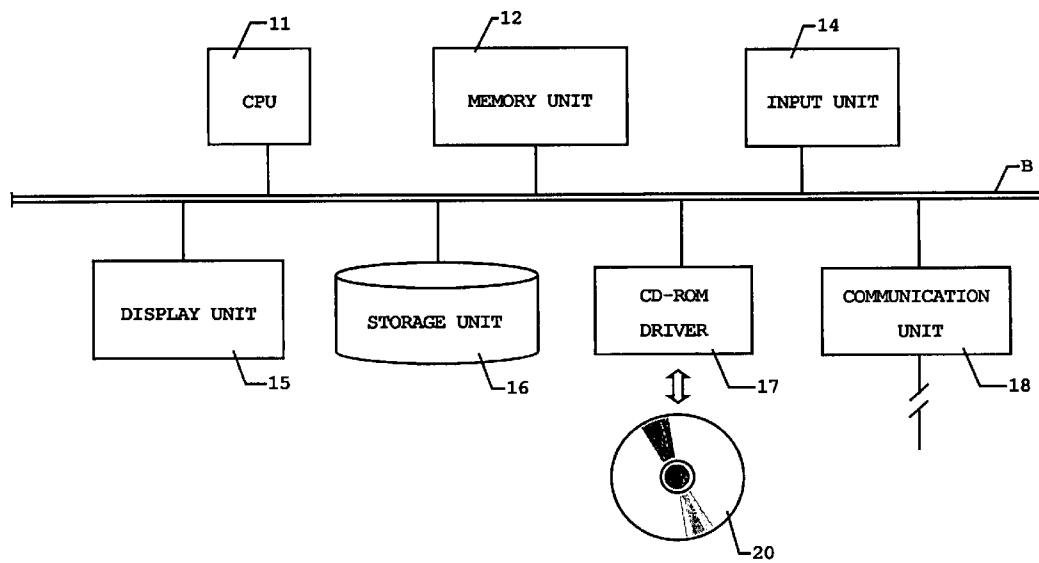 11
12
14
CPU
MEMORY UNIT
INPUT UNIT
B
DISPLAY UNIT
STORAGE UNIT
CD-ROM
DRIVER
COMMUNICATION
UNIT
15
16
17
18
20